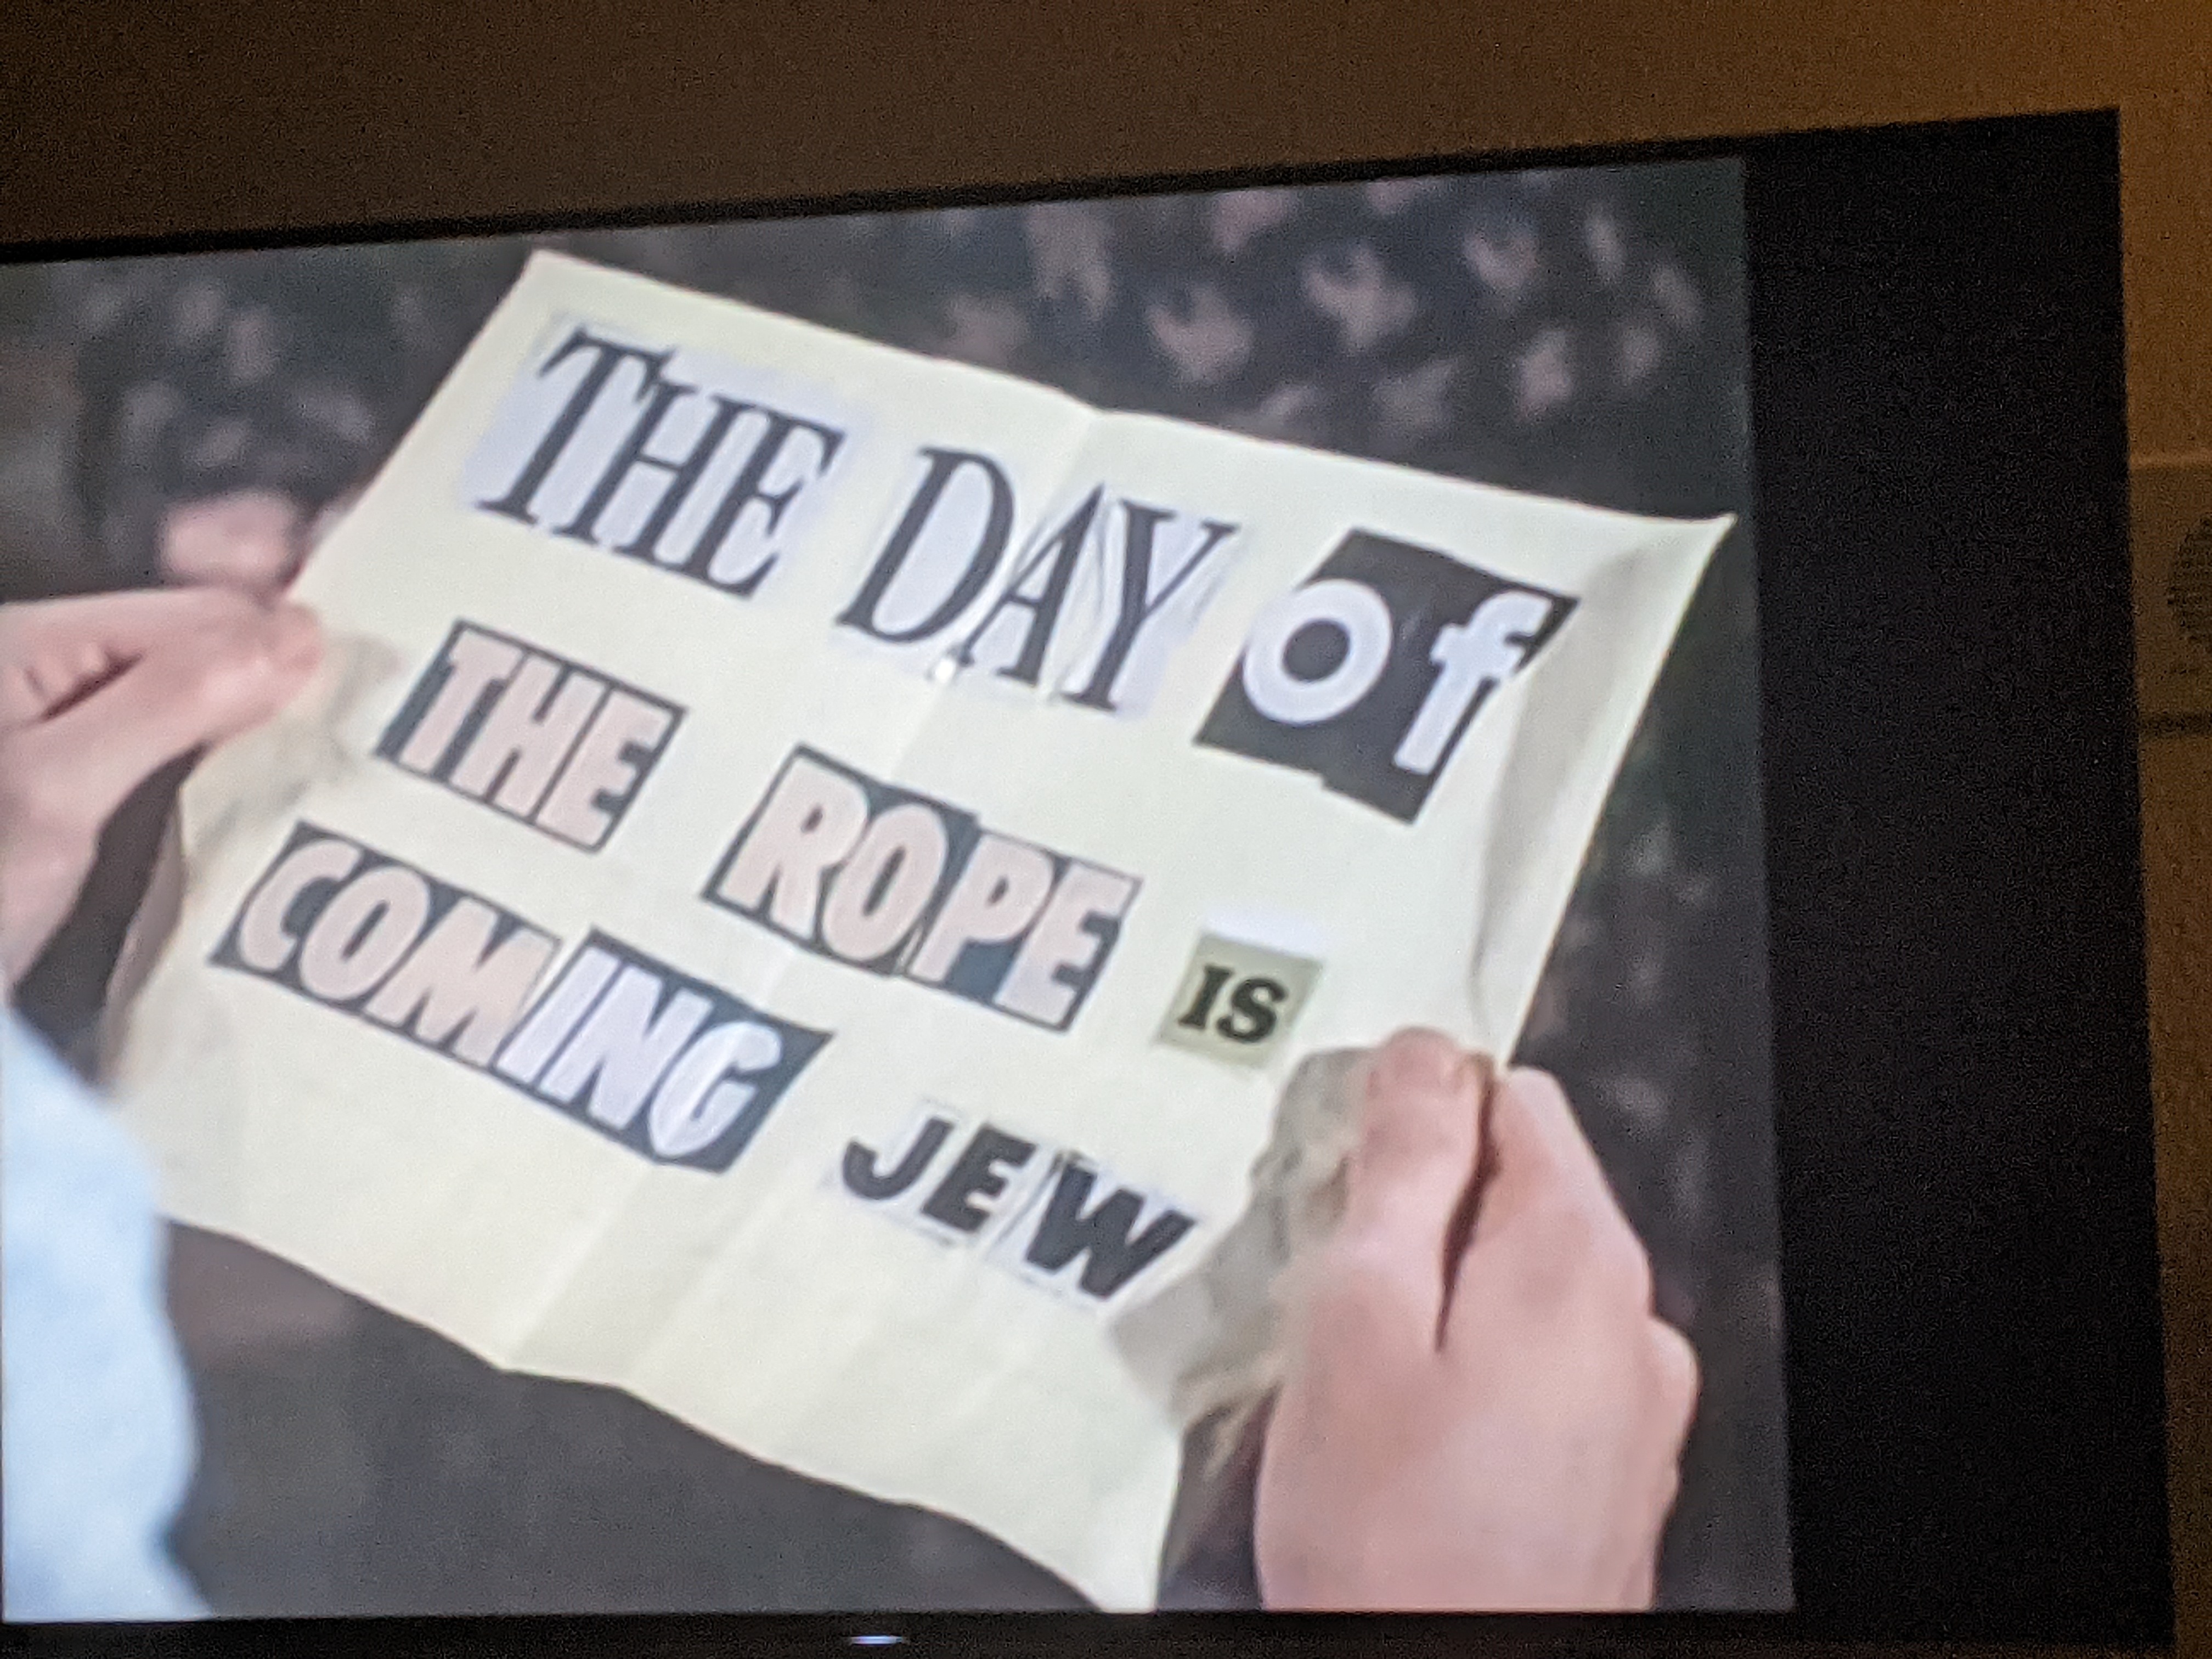 THE DAY of
THE ROPE IS
COMING JEW